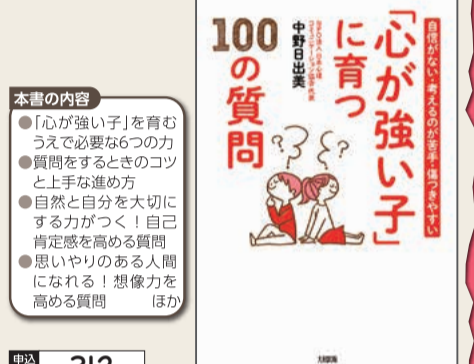 本書の内容
●「心が強い子」を育む
うえで必要な6つの力
●質問をするときのコツ
と上手な進め方
●自然と自分を大切に
する力がつく！自己
肯定感を高める質問
●思いやりのある人間
になれる！想像力を
高める質問 ほか
申込
自信がない・考えるのが苦手・傷つきやすい
「心が強い子」
に育つ
100
の質問
中野日出美